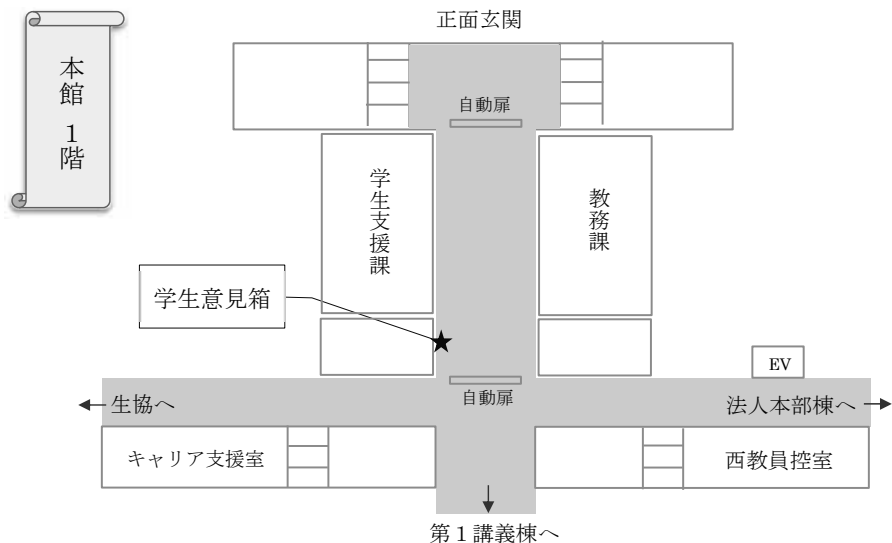 正面玄関
本館 1階
自動扉
学生支援課
教務課
学生意見箱
EV
自動扉
生協へ
法人本部棟へ
キャリア支援室
西教員控室
第1講義棟へ